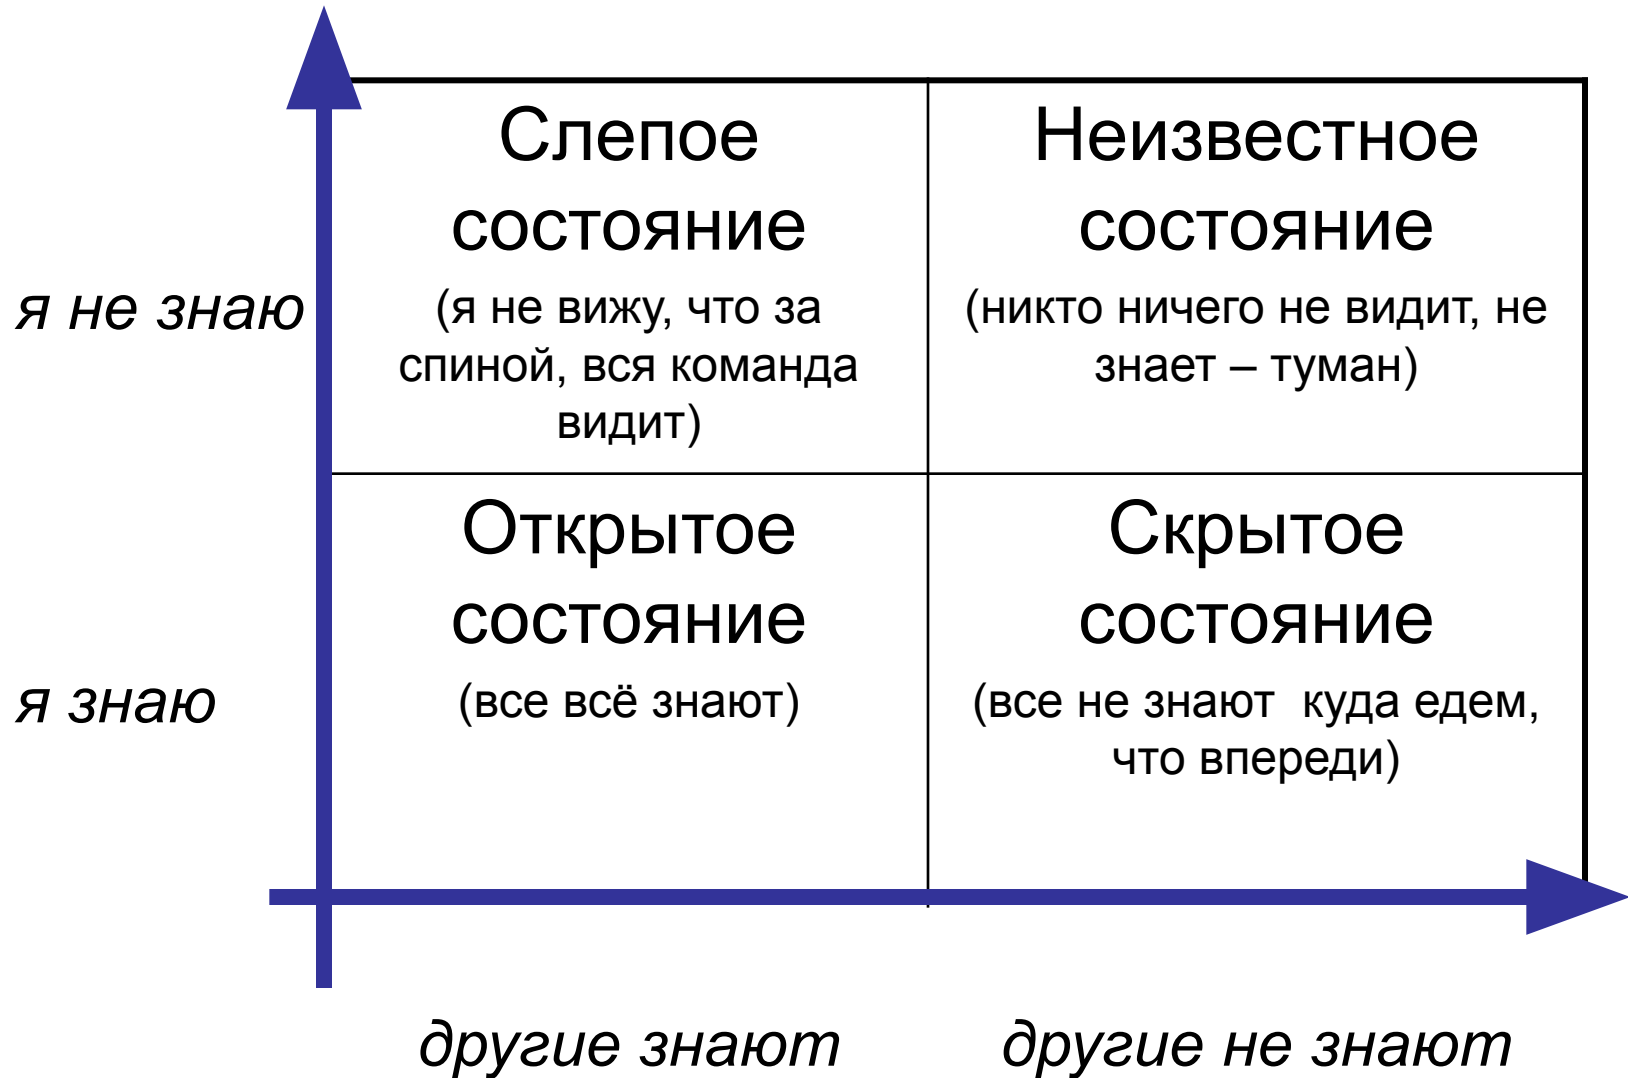 Слепое
состояние
(я не вижу, что за
спиной, вся команда
видит)
Неизвестное
состояние
(никто ничего не видит, не
знает – туман)
я не знаю
Открытое
состояние
(все всё знают)
Скрытое
состояние
(все не знают  куда едем,
что впереди)
я знаю
другие знают
другие не знают